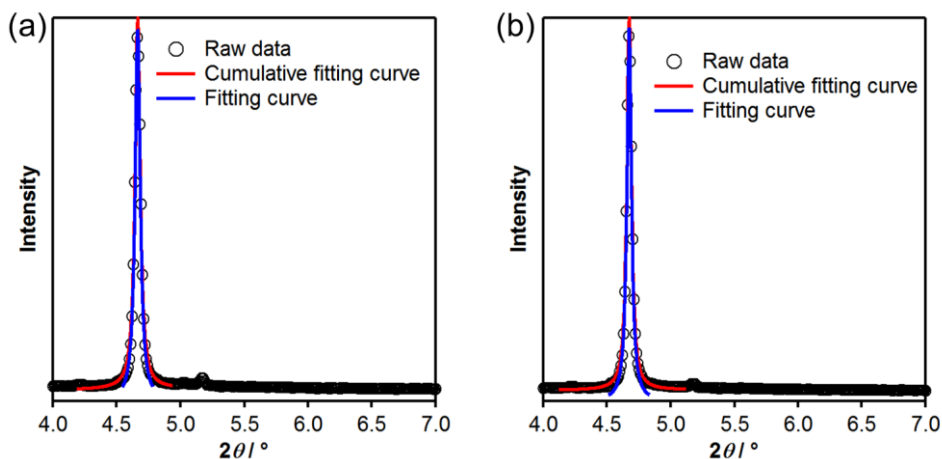 (a)
Raw data
Cumulative fitting curve
Fitting curve
Intensity
4.0 4.5 5.0 5.5 6.0 6.5 7.0
2θ / °
(b)
Raw data
Cumulative fitting curve
Fitting curve
Intensity
4.0 4.5 5.0 5.5 6.0 6.5 7.0
2θ / °